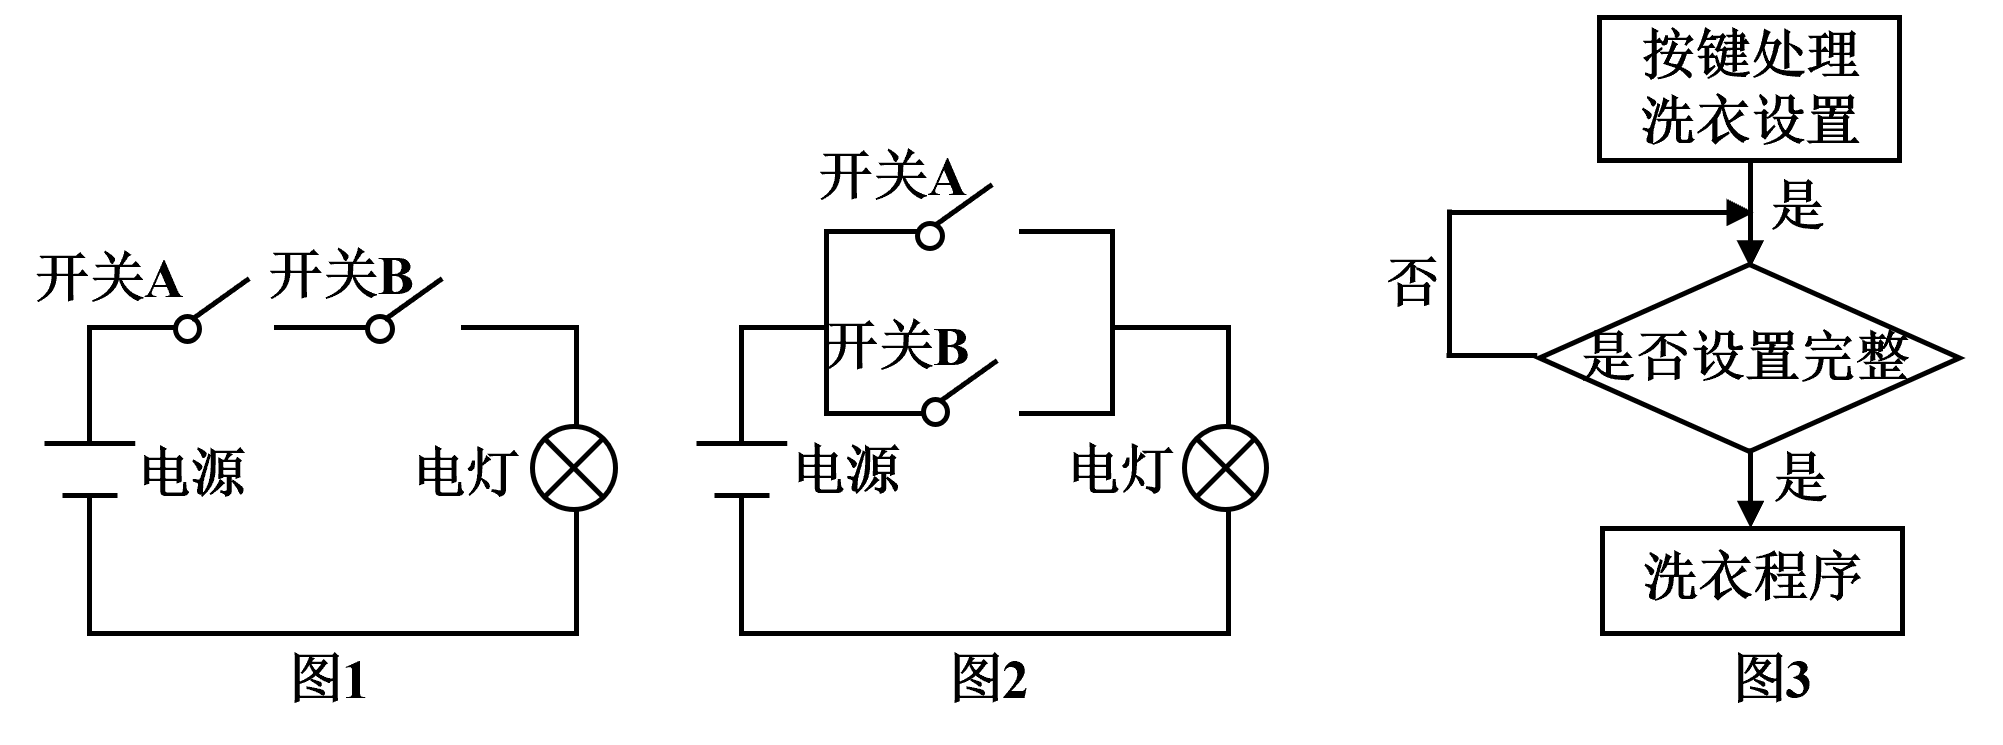 开关A
开关B
电源
电灯
图1
开关A
开关B
电源
电灯
图2
按键处理
洗衣设置
是
否
是否设置完整
是
洗衣程序
图3